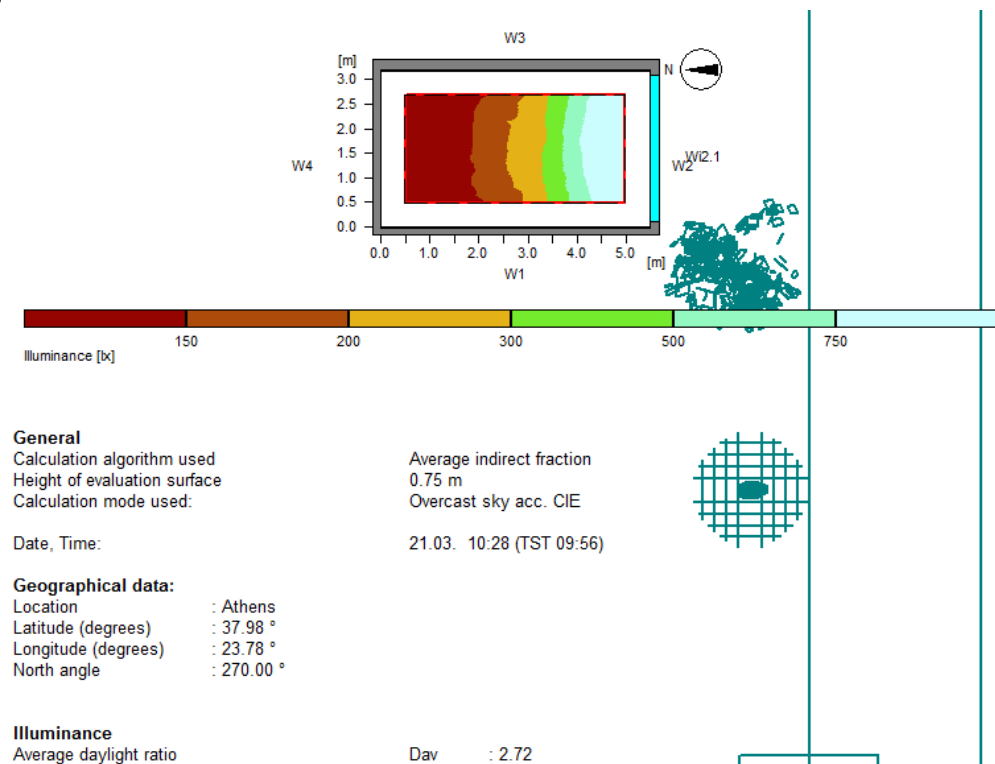 W3
[m]
N
3.0
2.5
2.0
W4
1.5
W2
Wi2.1
1.0
0.5
0.0
0.0 1.0 2.0 3.0 4.0 5.0
[m]
W1
150 200 300 500 750
Illuminance [lx]
General
Calculation algorithm used Average indirect fraction
Height of evaluation surface 0.75 m
Calculation mode used: Overcast sky acc. CIE
Date, Time: 21.03. 10:28 (TST 09:56)
Geographical data:
Location : Athens
Latitude (degrees) : 37.98 °
Longitude (degrees) : 23.78 °
North angle : 270.00 °
Illuminance
Average daylight ratio Dav : 2.72